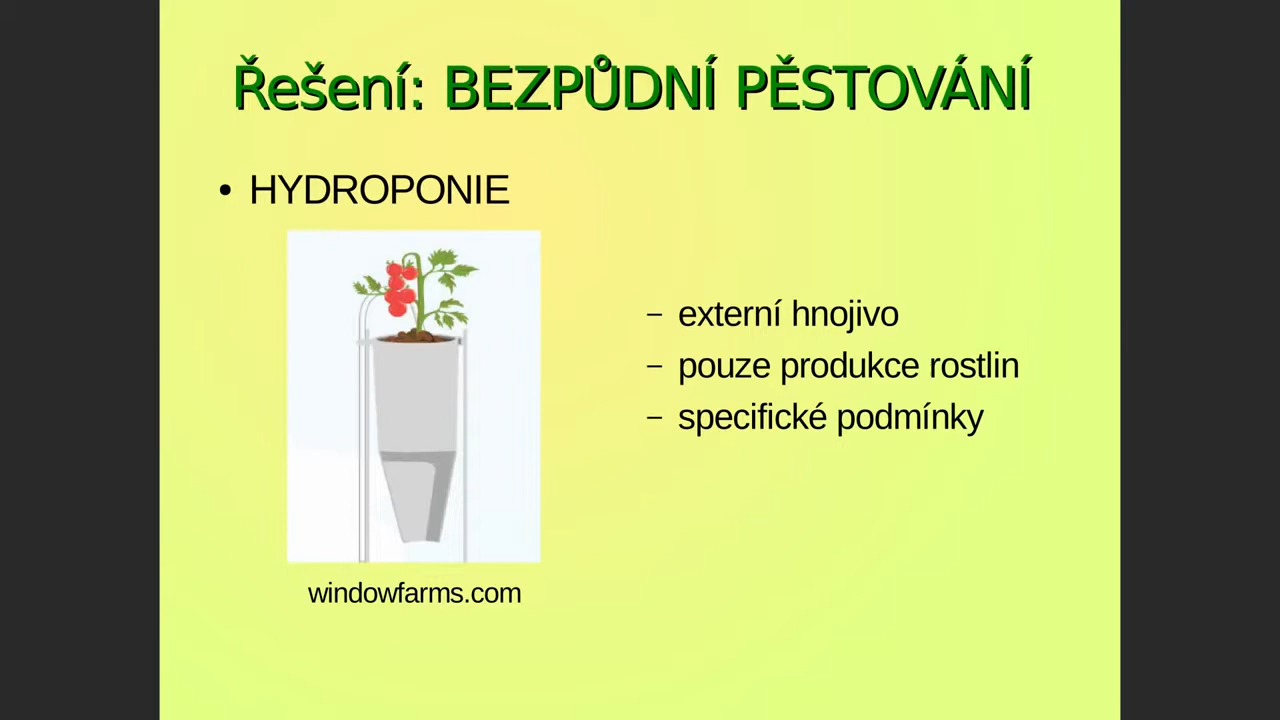 Řešení: BEZPŮDNÍ PĚSTOVÁNÍ
• HYDROPONIE
– externí hnojivo
– pouze produkce rostlin
– specifické podmínky
windowfarms.com